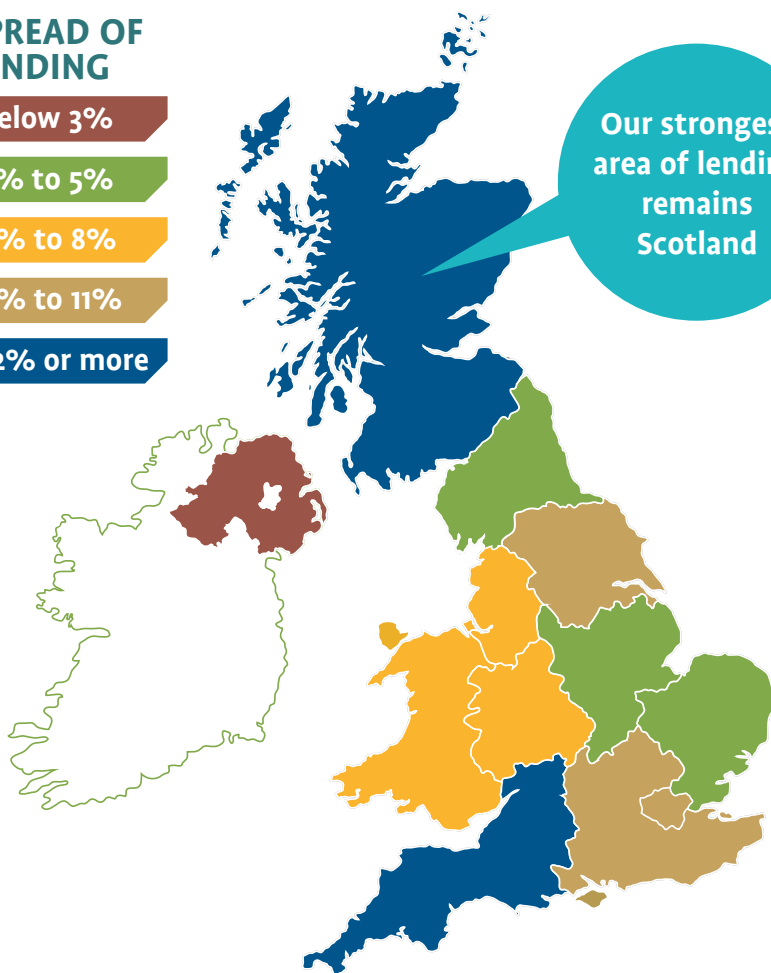 PREAD OF
NDING
elow 3%
% to 5%
% to 8%
% to 11%
2% or more
Our stronges
area of lendin
remains
Scotland